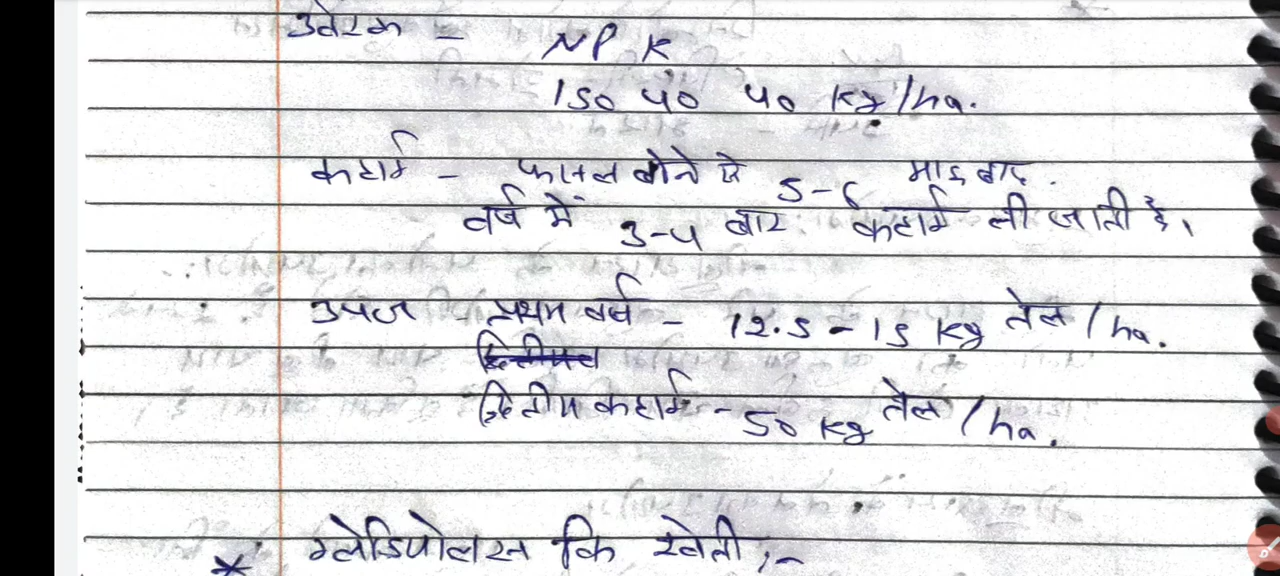 उर्वरक - N P K
150 40 40 kg/ha.
कटाई - फसल बोने से 5-6 माह बाद.
वर्ष में 3-4 बार कटाई ली जाती है।
उपज - प्रथम वर्ष - 12.5 - 15 kg तेल / ha.
द्वितीय कटाई - 50 kg तेल / ha.
* ग्लेडियोलस कि खेती :-